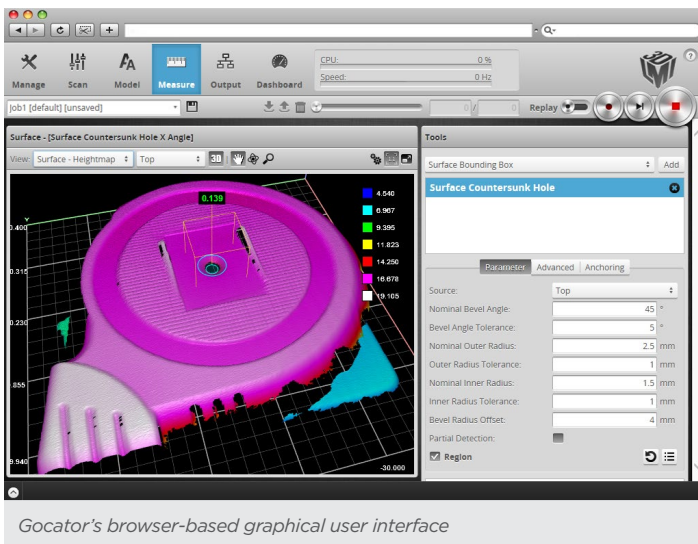 Q-
Manage Scan Model Measure Output Dashboard
CPU: 0 %
Speed: 0 Hz
Job1 [default] [unsaved]
0 / 0 Replay
Surface - [Surface Countersunk Hole X Angle]
View: Surface - Heightmap Top 3D
0.139
Y
4.540
6.967
9.395
11.823
14.250
16.678
19.105
0.400
0.315
0.230
.855
9.940
-30.000
Tools
Surface Bounding Box Add
Surface Countersunk Hole
Parameter Advanced Anchoring
Source: Top
Nominal Bevel Angle: 45 °
Bevel Angle Tolerance: 5 °
Nominal Outer Radius: 2.5 mm
Outer Radius Tolerance: 1 mm
Nominal Inner Radius: 1.5 mm
Inner Radius Tolerance: 1 mm
Bevel Radius Offset: 4 mm
Partial Detection:
Region
Gocator's browser-based graphical user interface